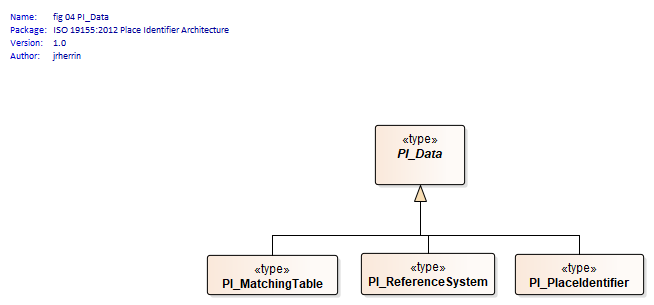 Name: fig 04 PI_Data
Package: ISO 19155:2012 Place Identifier Architecture
Version: 1.0
Author: jrherrin
«type»
PI_Data
«type»
PI_MatchingTable
«type»
PI_ReferenceSystem
«type»
PI_PlaceIdentifier